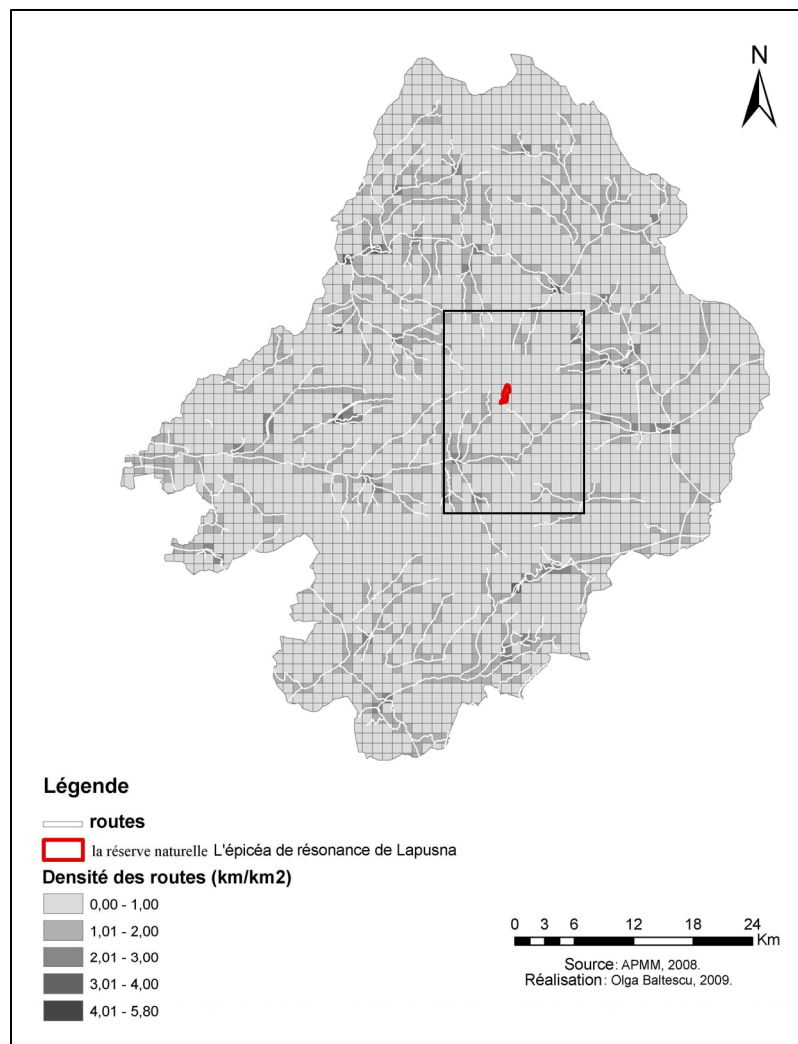 N
Légende
routes
la réserve naturelle L'épicéa de résonance de Lapusna
Densité des routes (km/km2)
0,00 - 1,00
1,01 - 2,00
2,01 - 3,00
3,01 - 4,00
4,01 - 5,80
0 3 6 12 18 24
Km
Source: APMM, 2008.
Réalisation : Olga Baltescu, 2009.